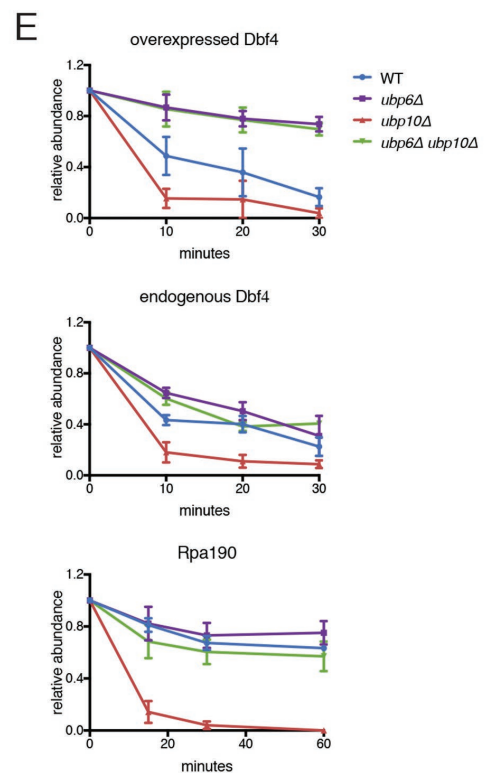 E
overexpressed Dbf4
1.2
0.8
0.4
0.0
0 10 20 30
relative abundance
minutes
WT
ubp6Δ
ubp10Δ
ubp6Δ ubp10Δ
endogenous Dbf4
1.2
0.8
0.4
0.0
0 10 20 30
relative abundance
minutes
Rpa190
1.2
0.8
0.4
0.0
0 20 40 60
relative abundance
minutes